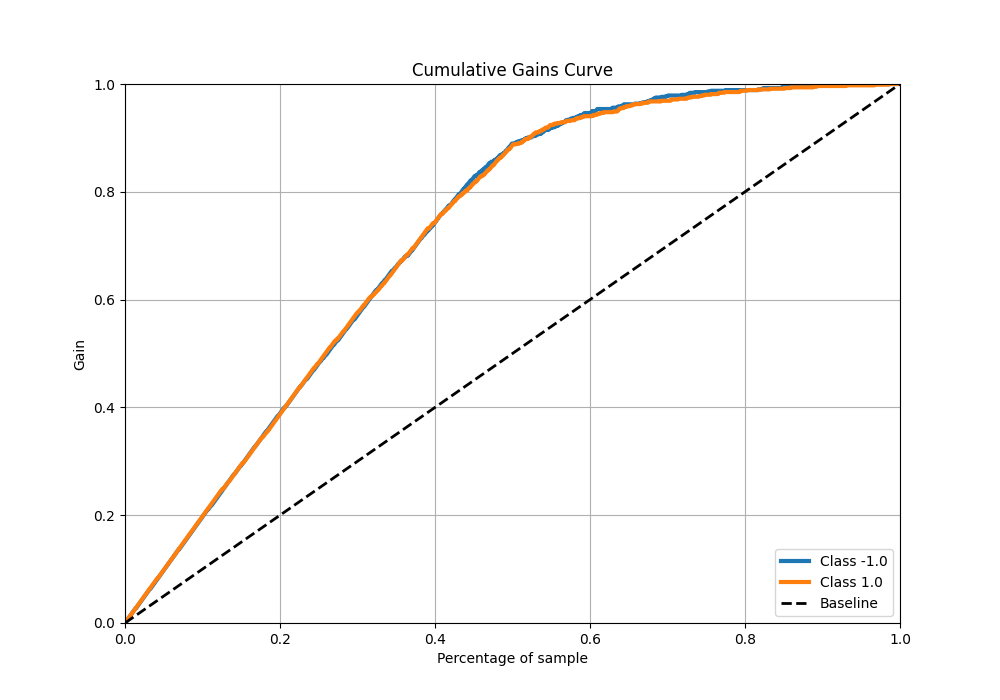 Cumulative Gains Curve
1.0
0.8
0.6
0.4
0.2
0.0
Gain
0.0 0.2 0.4 0.6 0.8 1.0
Percentage of sample
Class -1.0
Class 1.0
Baseline